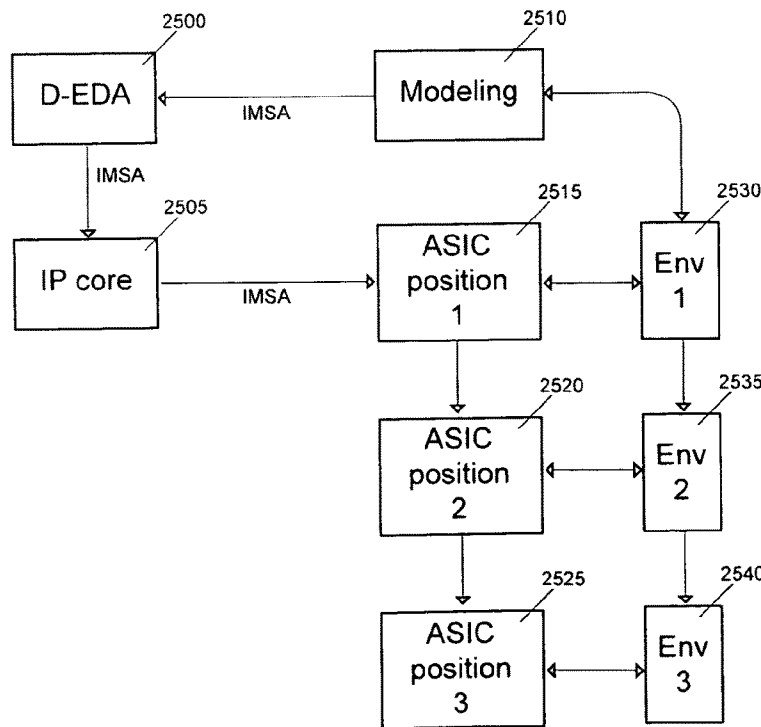 2500
D-EDA
2510
Modeling
IMSA
IMSA
2505
IP core
IMSA
2515
ASIC
position
1
2530
Env
1
2520
ASIC
position
2
2535
Env
2
2525
ASIC
position
3
2540
Env
3